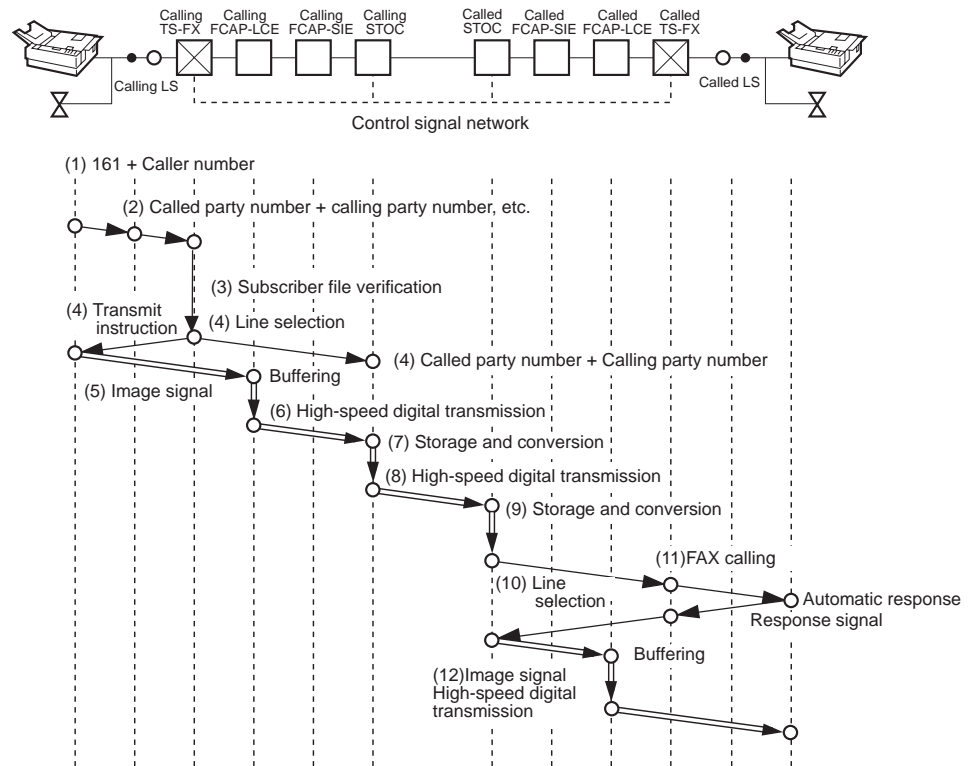 Calling
TS-FX
Calling
FCAP-LCE
Calling
FCAP-SIE
Calling
STOC
Called
STOC
Called
FCAP-SIE
Called
FCAP-LCE
Called
TS-FX
Calling LS
Called LS
Control signal network
(1) 161 + Caller number
(2) Called party number + calling party number, etc.
(3) Subscriber file verification
(4) Transmit
instruction
(4) Line selection
(4) Called party number + Calling party number
(5) Image signal
Buffering
(6) High-speed digital transmission
(7) Storage and conversion
(8) High-speed digital transmission
(9) Storage and conversion
(11)FAX calling
(10) Line
selection
Automatic response
Response signal
Buffering
(12)Image signal
High-speed digital
transmission